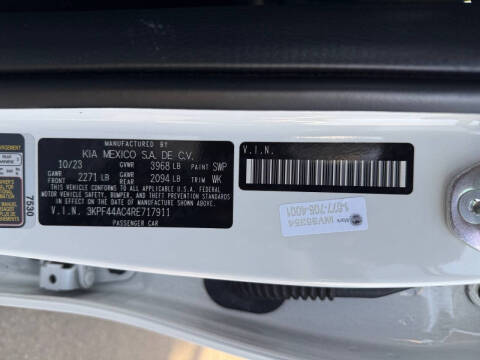 MANUFACTURED BY
KIA MEXICO S.A. DE C.V.
10/23 GVWR 3968 LB PAINT SWP
GAWR FRONT 2271 LB GAWR REAR 2094 LB TRIM WK
THIS VEHICLE CONFORMS TO ALL APPLICABLE U.S.A. FEDERAL
MOTOR VEHICLE SAFETY, BUMPER, AND THEFT PREVENTION STANDARDS
IN EFFECT ON THE DATE OF MANUFACTURE SHOWN ABOVE.
V.I.N. 3KPF44AC4RE717911
PASSENGER CAR
V.I.N.
7530
1-877-705-4001